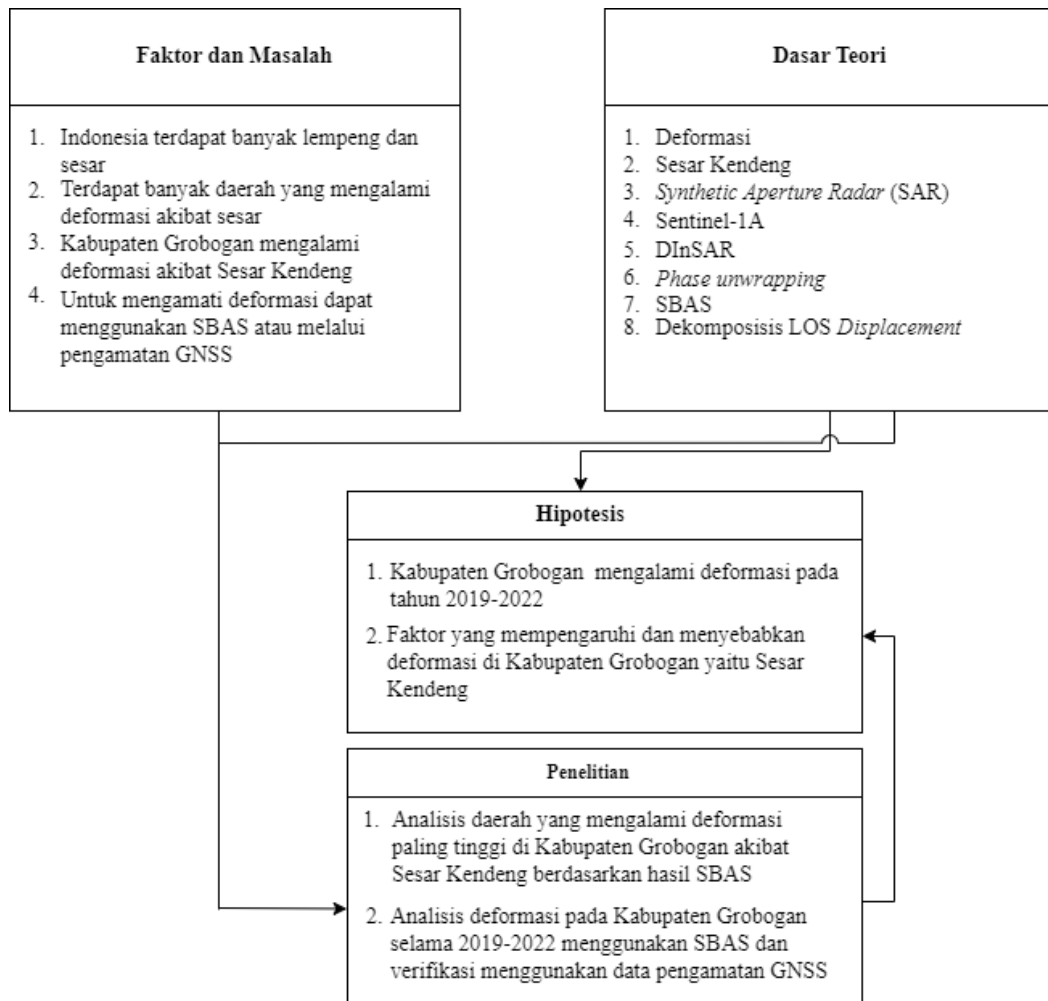 Faktor dan Masalah
1. Indonesia terdapat banyak lempeng dan
sesar
2. Terdapat banyak daerah yang mengalami
deformasi akibat sesar
3. Kabupaten Grobogan mengalami
deformasi akibat Sesar Kendeng
4. Untuk mengamati deformasi dapat
menggunakan SBAS atau melalui
pengamatan GNSS
Dasar Teori
1. Deformasi
2. Sesar Kendeng
3. Synthetic Aperture Radar (SAR)
4. Sentinel-1A
5. DInSAR
6. Phase unwrapping
7. SBAS
8. Dekomposisis LOS Displacement
Hipotesis
1. Kabupaten Grobogan mengalami deformasi pada
tahun 2019-2022
2. Faktor yang mempengaruhi dan menyebabkan
deformasi di Kabupaten Grobogan yaitu Sesar
Kendeng
Penelitian
1. Analisis daerah yang mengalami deformasi
paling tinggi di Kabupaten Grobogan akibat
Sesar Kendeng berdasarkan hasil SBAS
2. Analisis deformasi pada Kabupaten Grobogan
selama 2019-2022 menggunakan SBAS dan
verifikasi menggunakan data pengamatan GNSS